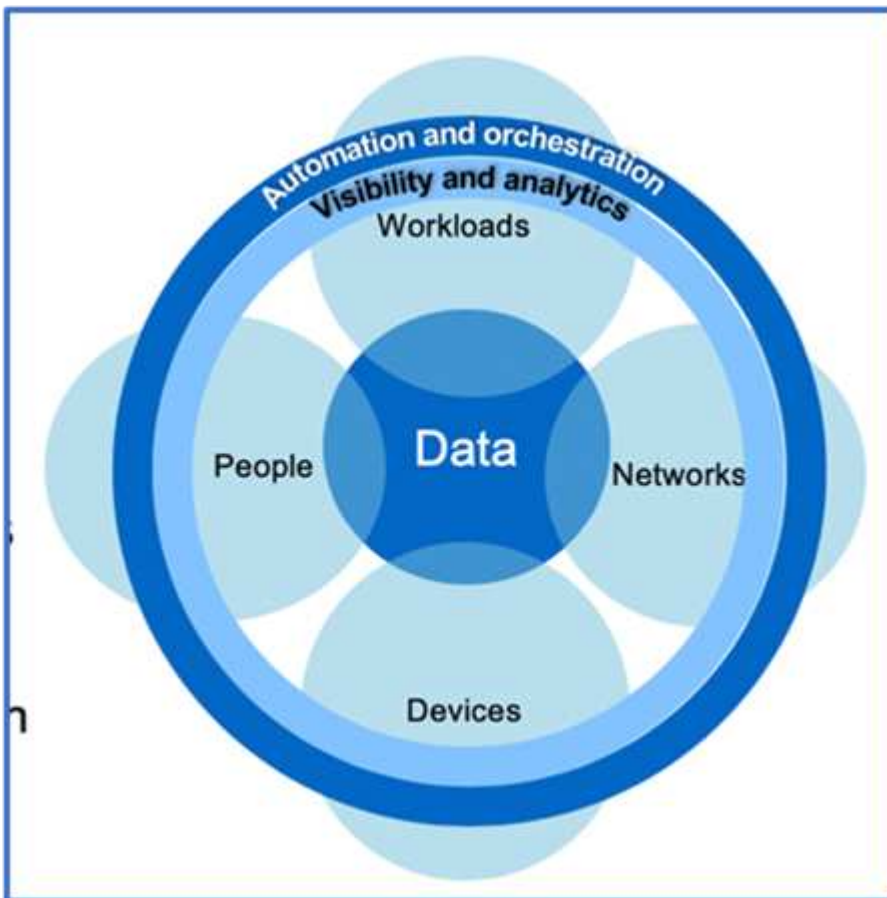 Automation and orchestration
Visibility and analytics
Workloads
Data
People
Networks
s
Devices
n